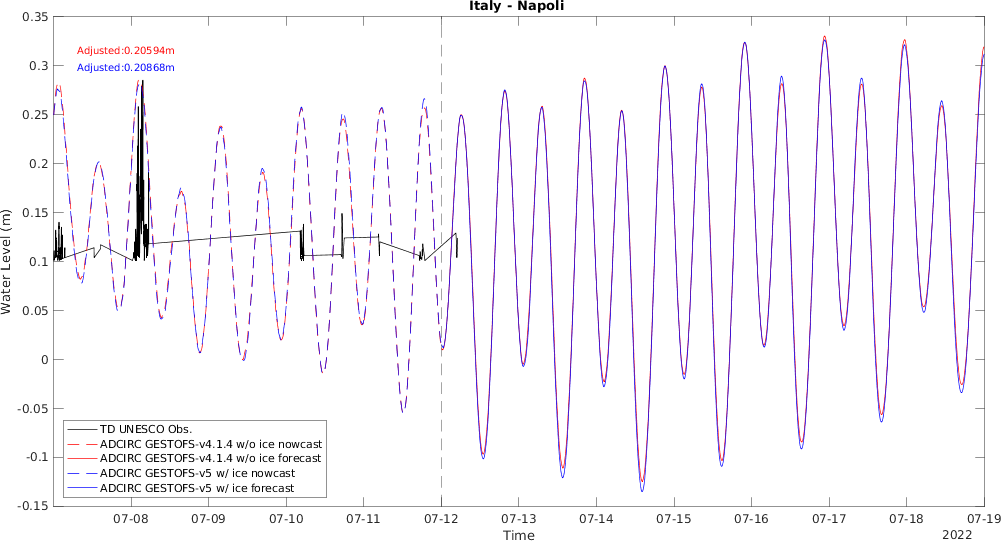 Italy - Napoli
0.35
Adjusted:0.20594m
0.3
Adjusted:0.20868m
0.25
0.2
0.15
0.1
0.05
0
-0.05
-0.1
-0.15
Water Level (m)
TD UNESCO Obs.
ADCIRC GESTOFS-v4.1.4 w/o ice nowcast
ADCIRC GESTOFS-v4.1.4 w/o ice forecast
ADCIRC GESTOFS-v5 w/ ice nowcast
ADCIRC GESTOFS-v5 w/ ice forecast
07-08 07-09 07-10 07-11 07-12 07-13 07-14 07-15 07-16 07-17 07-18 07-19
Time
2022